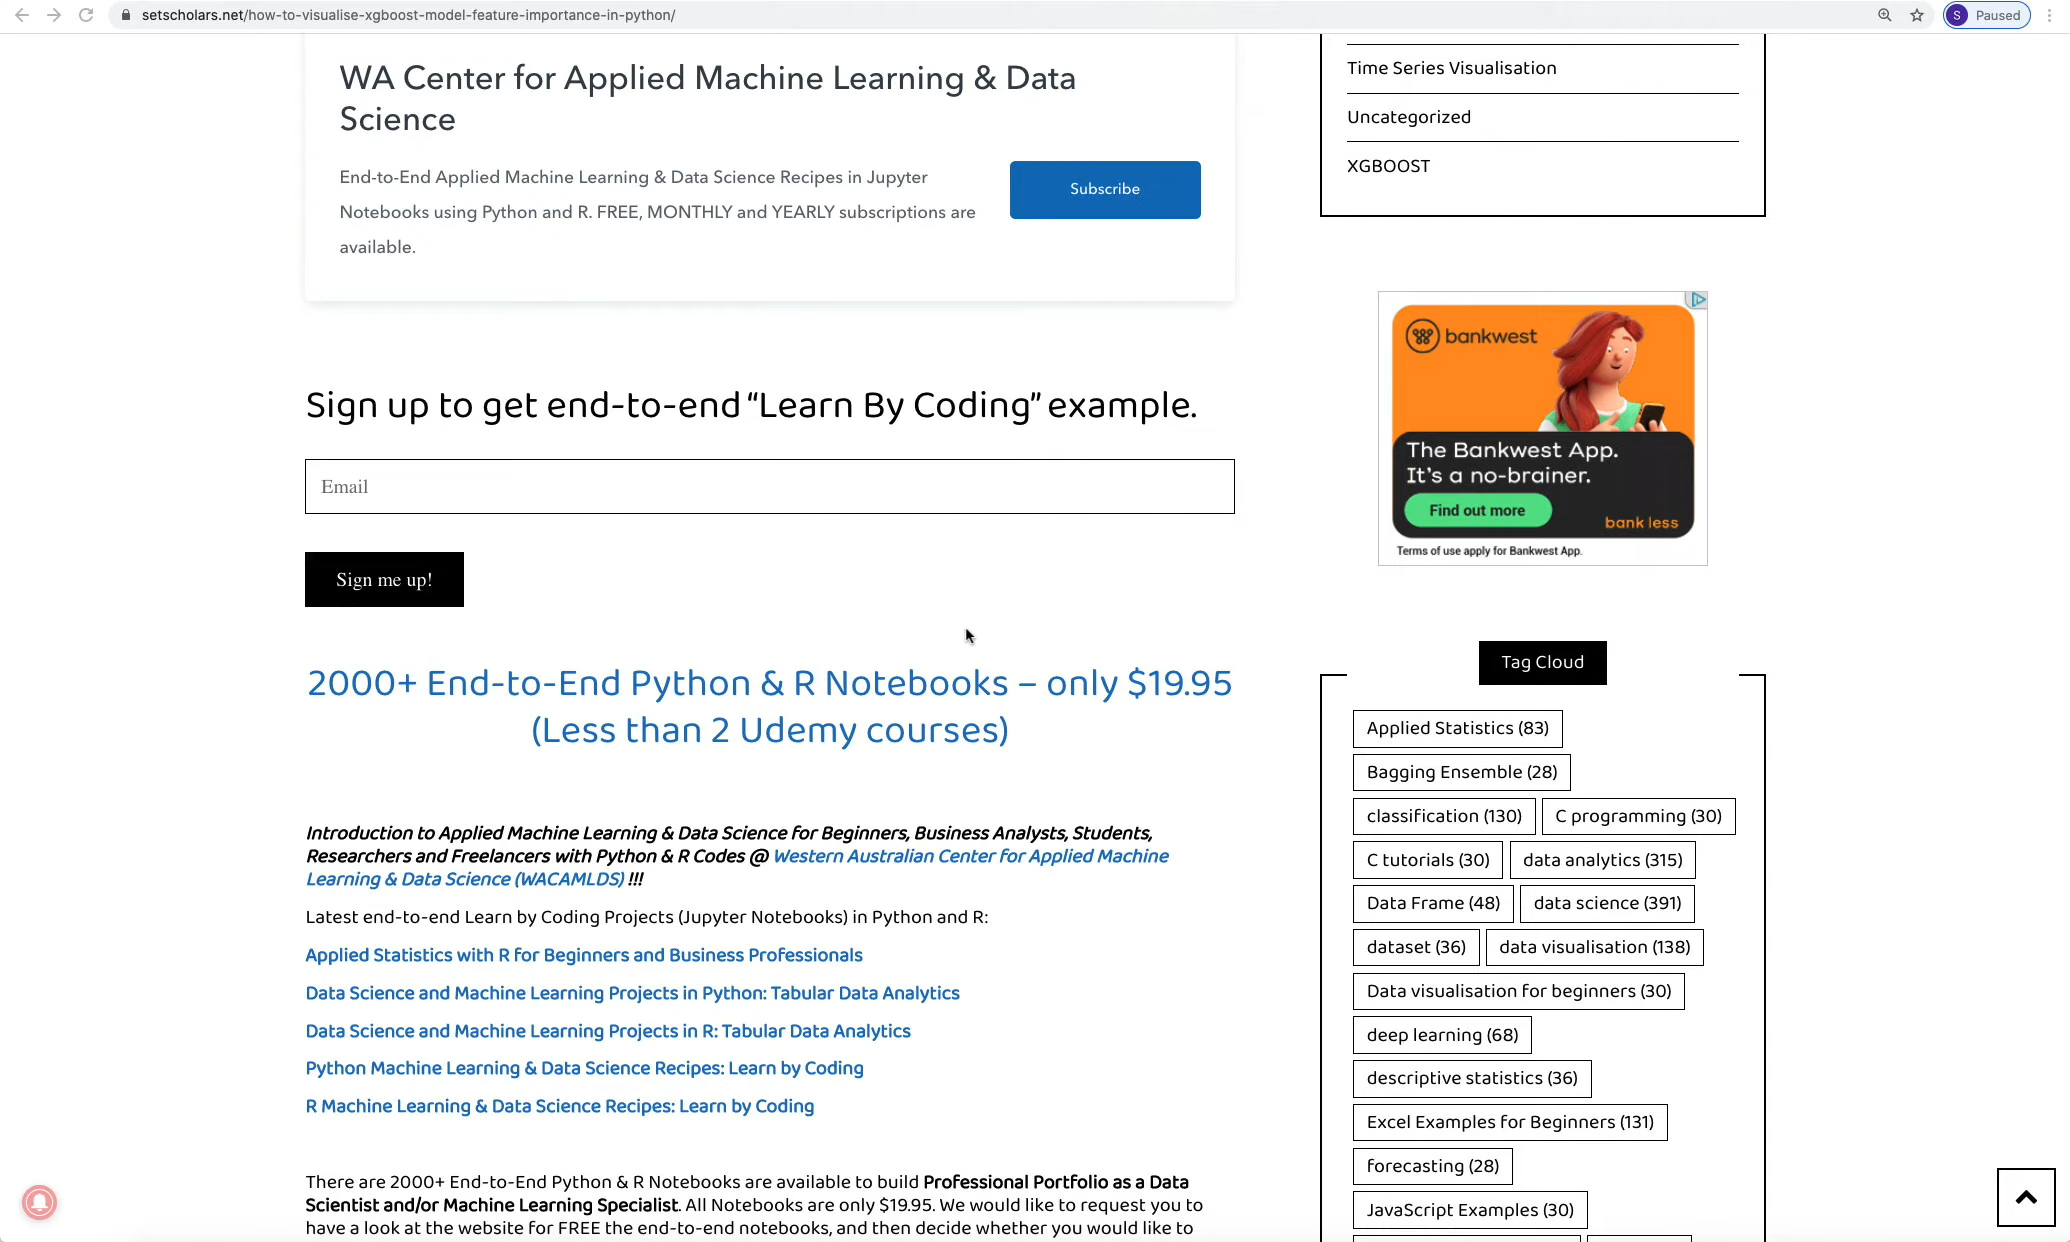 setscholars.net/how-to-visualise-xgboost-model-feature-importance-in-python/
S Paused
WA Center for Applied Machine Learning & Data
Science
End-to-End Applied Machine Learning & Data Science Recipes in Jupyter
Notebooks using Python and R. FREE, MONTHLY and YEARLY subscriptions are
available.
Subscribe
Sign up to get end-to-end “Learn By Coding” example.
Email
Sign me up!
2000+ End-to-End Python & R Notebooks – only $19.95
(Less than 2 Udemy courses)
Introduction to Applied Machine Learning & Data Science for Beginners, Business Analysts, Students,
Researchers and Freelancers with Python & R Codes @ Western Australian Center for Applied Machine
Learning & Data Science (WACAMLDS) !!!
Latest end-to-end Learn by Coding Projects (Jupyter Notebooks) in Python and R:
Applied Statistics with R for Beginners and Business Professionals
Data Science and Machine Learning Projects in Python: Tabular Data Analytics
Data Science and Machine Learning Projects in R: Tabular Data Analytics
Python Machine Learning & Data Science Recipes: Learn by Coding
R Machine Learning & Data Science Recipes: Learn by Coding
There are 2000+ End-to-End Python & R Notebooks are available to build Professional Portfolio as a Data
Scientist and/or Machine Learning Specialist. All Notebooks are only $19.95. We would like to request you to
have a look at the website for FREE the end-to-end notebooks, and then decide whether you would like to
Time Series Visualisation
Uncategorized
XGBOOST
bankwest
The Bankwest App.
It's a no-brainer.
Find out more
bank less
Terms of use apply for Bankwest App.
Tag Cloud
Applied Statistics (83)
Bagging Ensemble (28)
classification (130) C programming (30)
C tutorials (30) data analytics (315)
Data Frame (48) data science (391)
dataset (36) data visualisation (138)
Data visualisation for beginners (30)
deep learning (68)
descriptive statistics (36)
Excel Examples for Beginners (131)
forecasting (28)
JavaScript Examples (30)